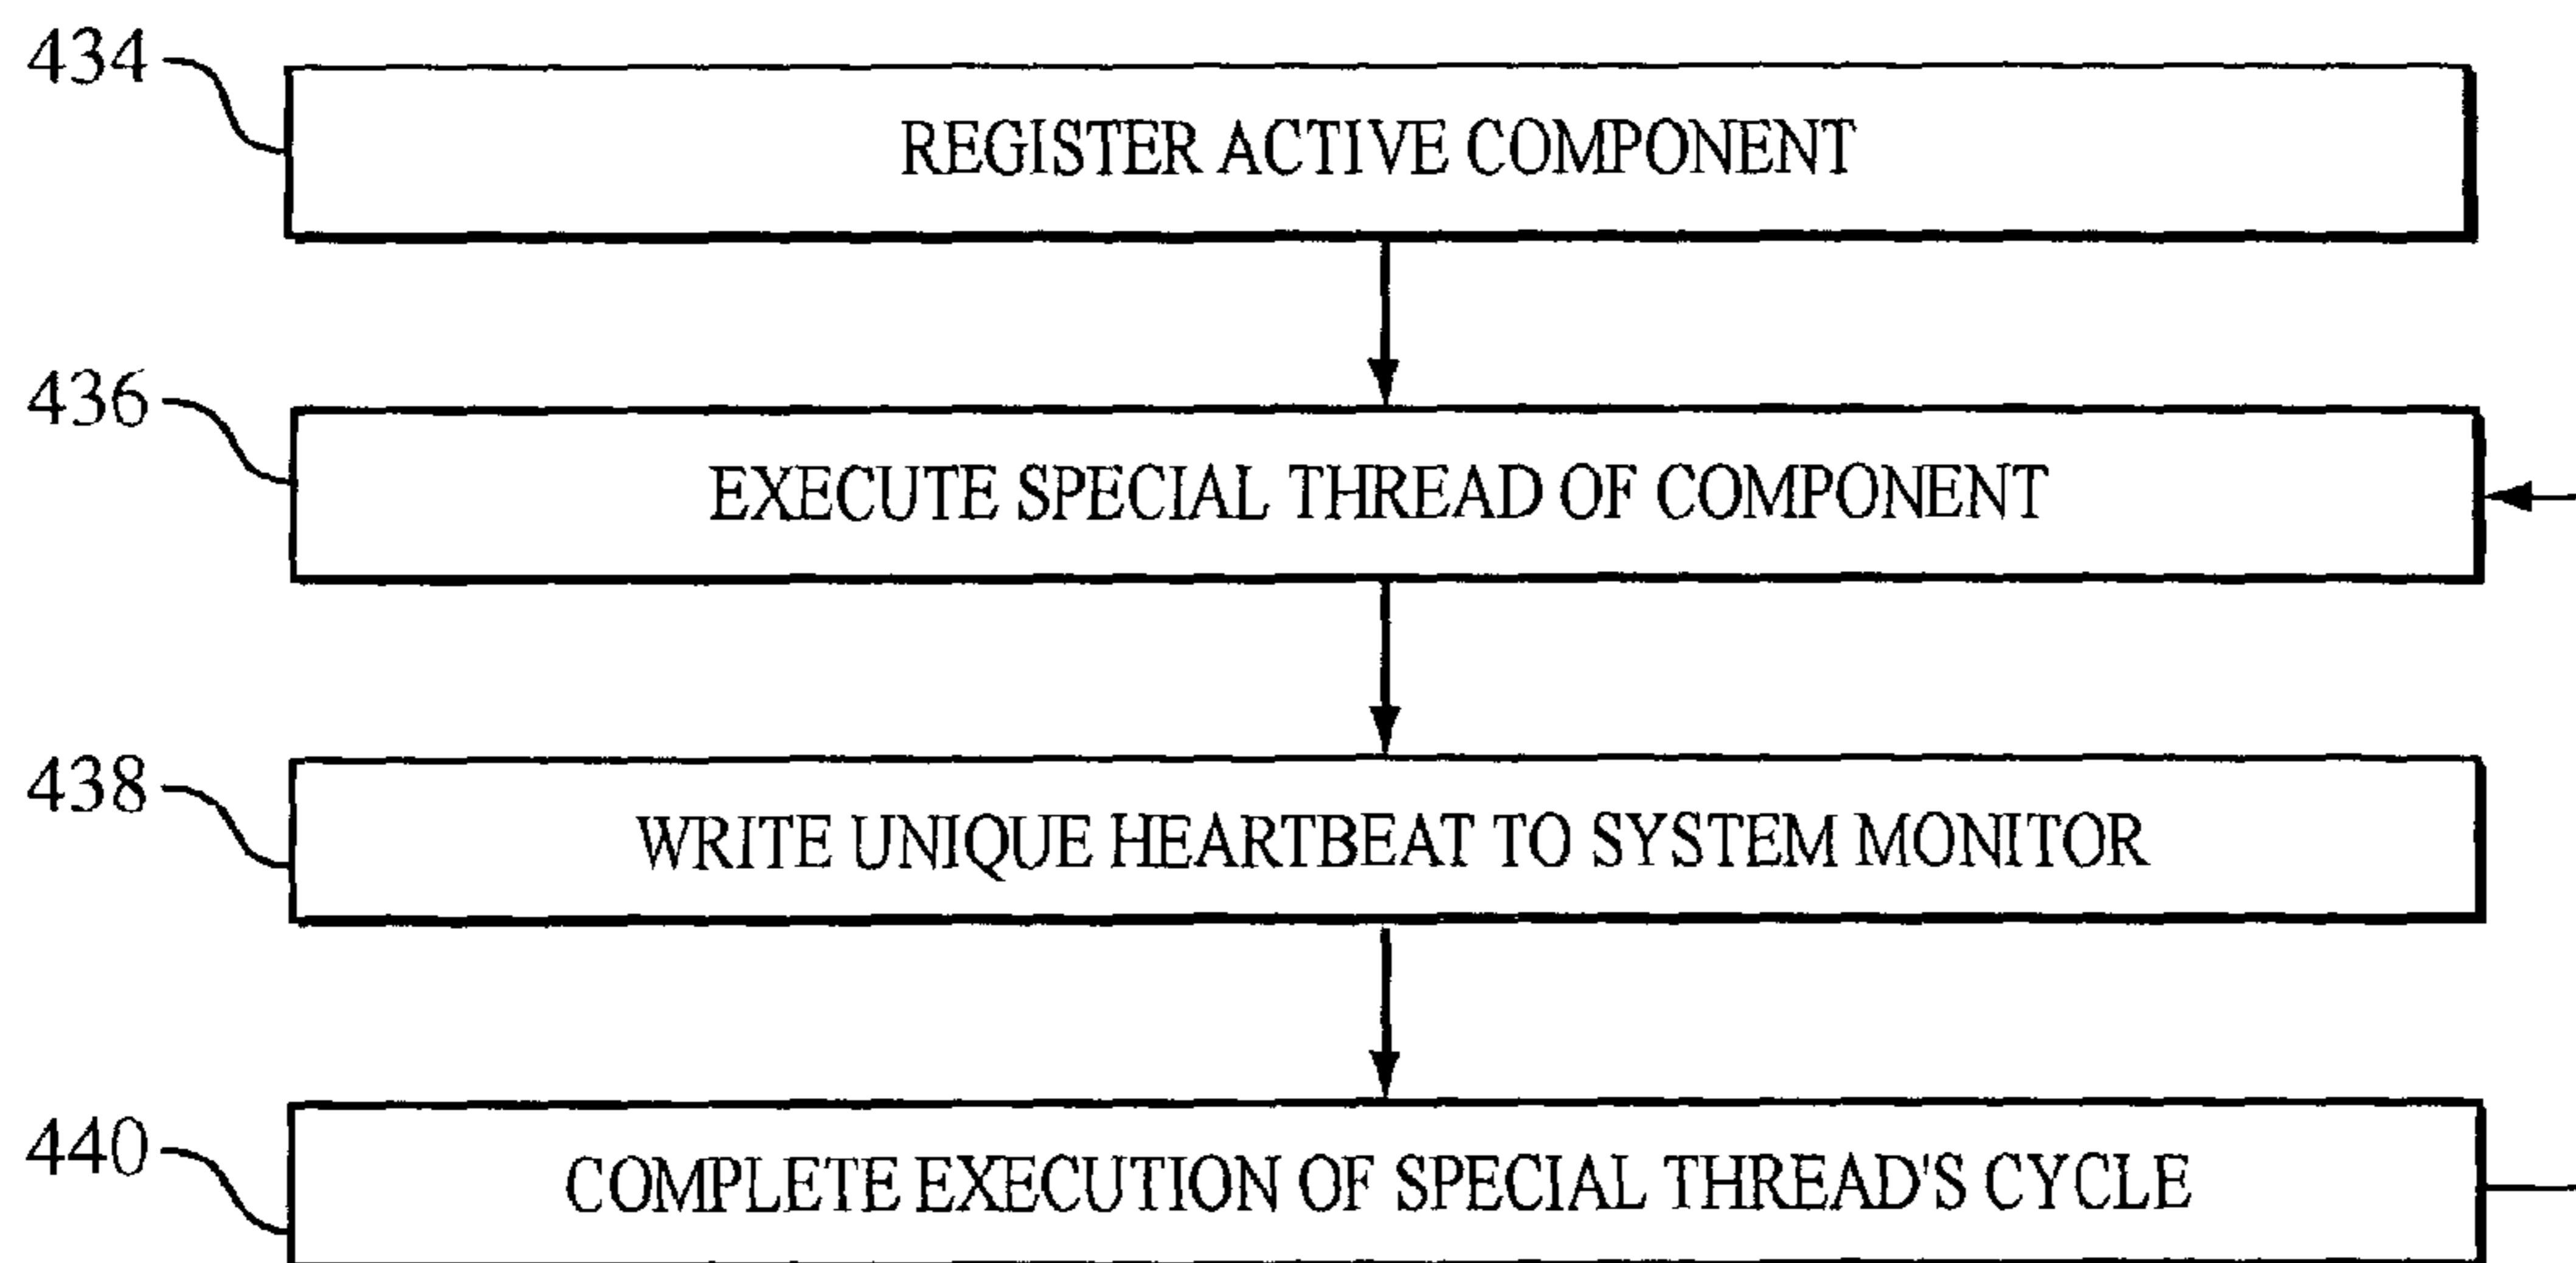 434
REGISTER ACTIVE COMPONENT
436
EXECUTE SPECIAL THREAD OF COMPONENT
438
WRITE UNIQUE HEARTBEAT TO SYSTEM MONITOR
440
COMPLETE EXECUTION OF SPECIAL THREAD'S CYCLE